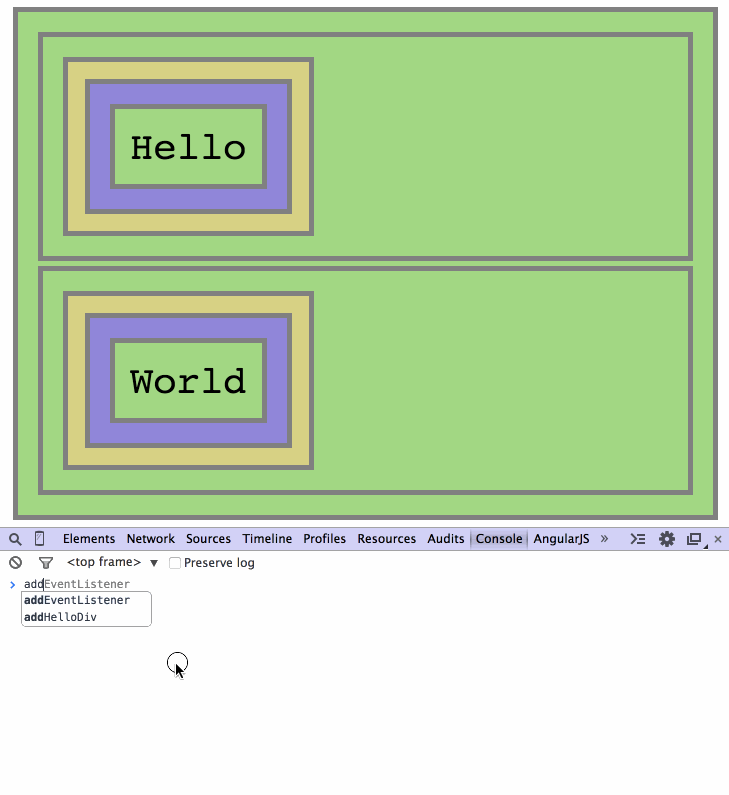 Hello
World
Elements Network Sources Timeline Profiles Resources Audits Console AngularJS »
<top frame> ▼ Preserve log
> addEventListener
addEventListener
addHelloDiv